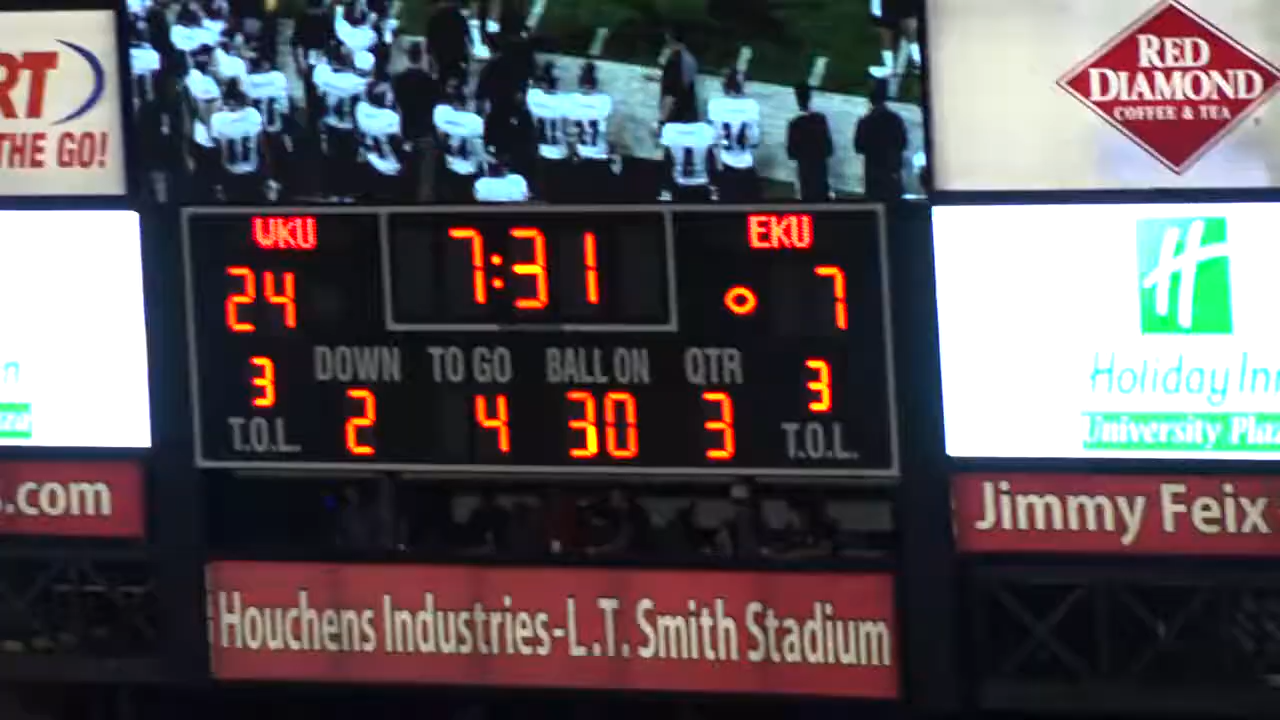 RT
THE GO!
RED
DIAMOND
COFFEE & TEA
WKU 7:31 EKU
24 7
DOWN TO GO BALL ON QTR
3 2 4 30 3 3
T.O.L. T.O.L.
H
Holiday Inn
University Plaza
.com
Jimmy Feix
Houchens Industries-L.T. Smith Stadium